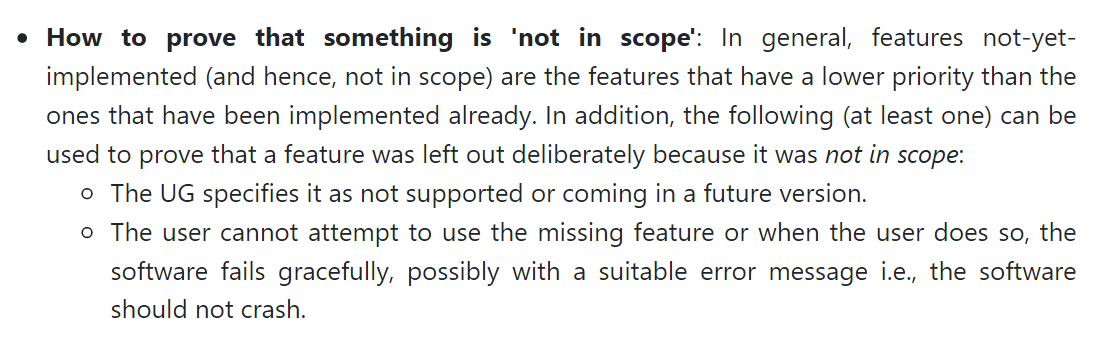 • How to prove that something is 'not in scope': In general, features not-yet-
implemented (and hence, not in scope) are the features that have a lower priority than the
ones that have been implemented already. In addition, the following (at least one) can be
used to prove that a feature was left out deliberately because it was not in scope:
◦ The UG specifies it as not supported or coming in a future version.
◦ The user cannot attempt to use the missing feature or when the user does so, the
software fails gracefully, possibly with a suitable error message i.e., the software
should not crash.